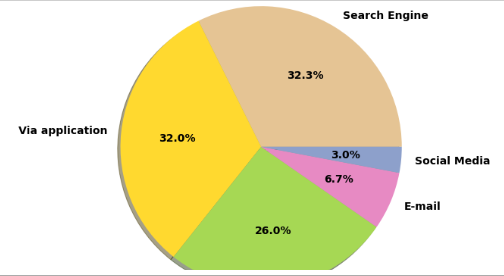 Search Engine
32.3%
32.0%
Via application
3.0%
Social Media
6.7%
E-mail
26.0%